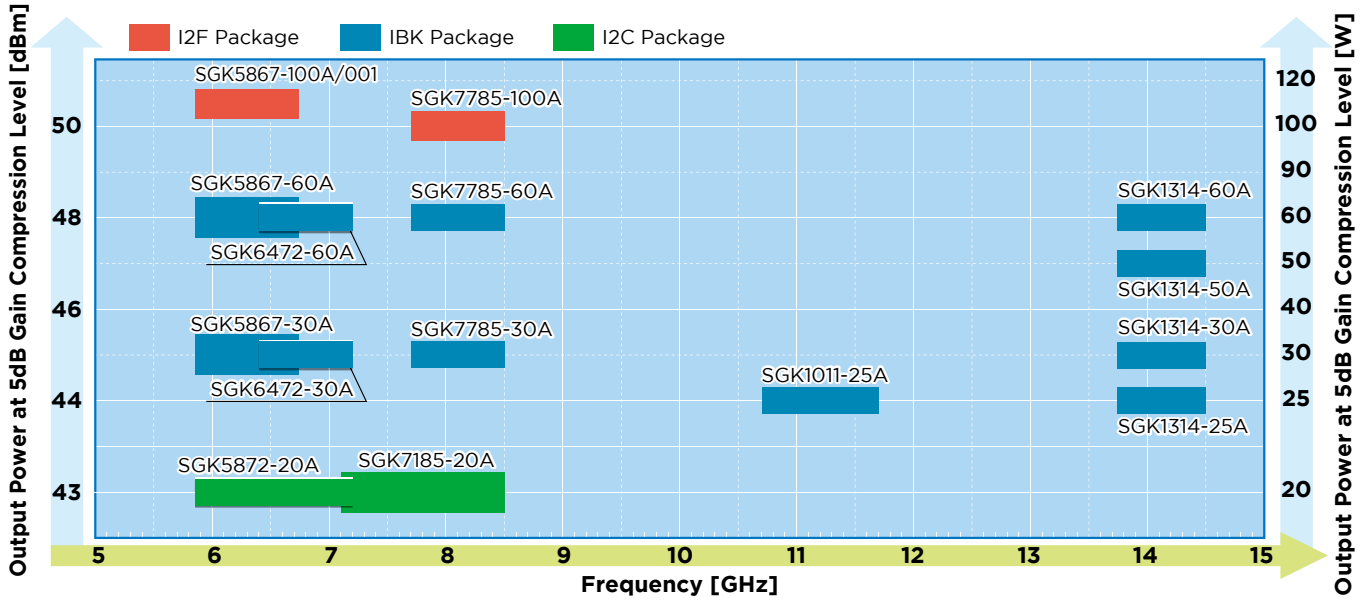 Output Power at 5dB Gain Compression Level [dBm]
I2F Package
IBK Package
I2C Package
Output Power at 5dB Gain Compression Level [W]
SGK5867-100A/001
SGK7785-100A
50
SGK5867-60A
SGK7785-60A
SGK1314-60A
48
SGK6472-60A
SGK1314-50A
46
SGK5867-30A
SGK7785-30A
SGK1314-30A
SGK6472-30A
SGK1011-25A
44
SGK1314-25A
SGK5872-20A
SGK7185-20A
43
120
100
90
60
50
40
30
25
20
5 6 7 8 9 10 11 12 13 14 15
Frequency [GHz]